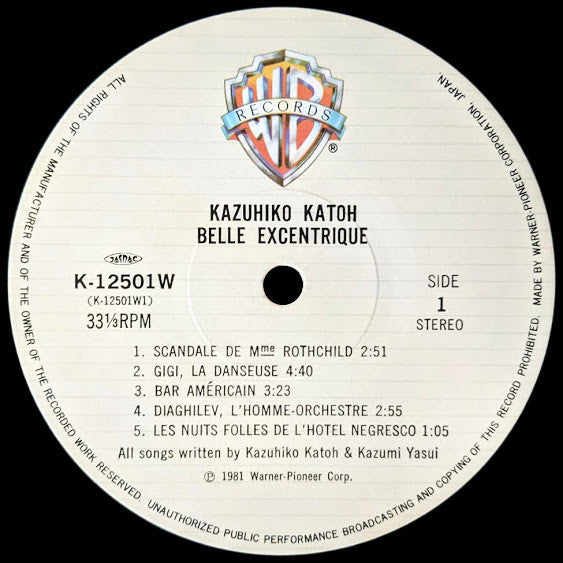 RECORDS
®
KAZUHIKO KATOH
BELLE EXCENTRIQUE
JASRAC
K-12501W
(K-12501W1)
33⅓RPM
SIDE
1
STEREO
1. SCANDALE DE Mme ROTHCHILD 2:51
2. GIGI, LA DANSEUSE 4:40
3. BAR AMÉRICAIN 3:23
4. DIAGHILEV, L'HOMME-ORCHESTRE 2:55
5. LES NUITS FOLLES DE L'HOTEL NEGRESCO 1:05
All songs written by Kazuhiko Katoh & Kazumi Yasui
℗ 1981 Warner-Pioneer Corp.
ALL RIGHTS OF THE MANUFACTURER AND OF THE OWNER OF THE RECORDED WORK RESERVED. UNAUTHORIZED PUBLIC PERFORMANCE BROADCASTING AND COPYING OF THIS RECORD PROHIBITED. MADE BY WARNER-PIONEER CORPORATION, JAPAN.